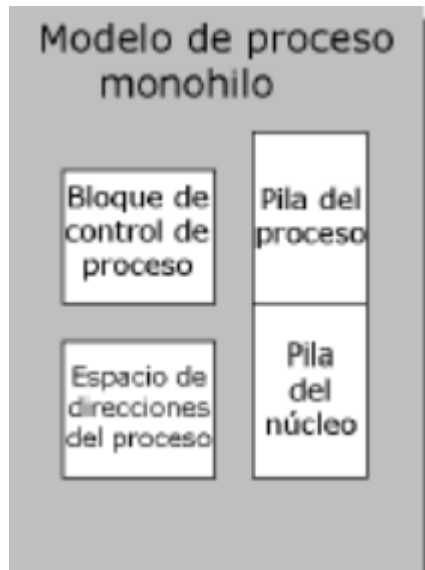 Modelo de proceso
monohilo
Bloque de
control de
proceso
Pila del
proceso
Espacio de
direcciones
del proceso
Pila
del
núcleo